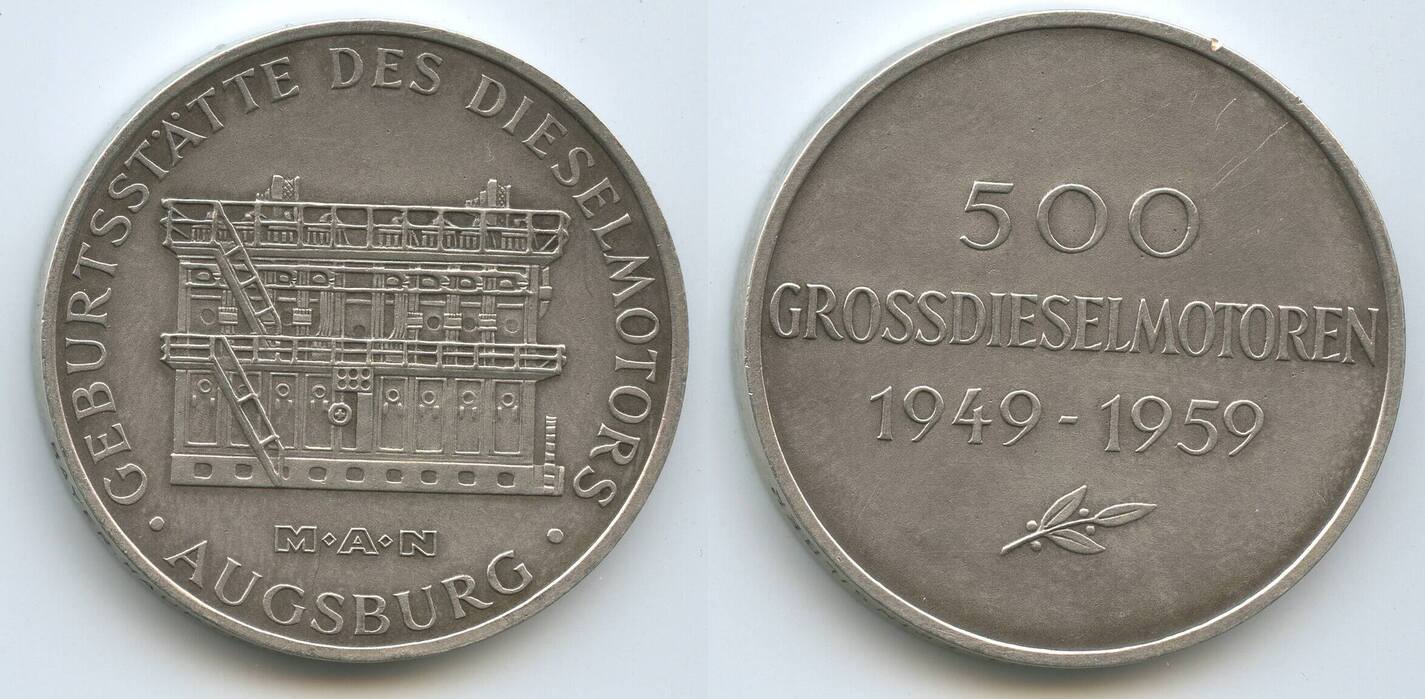 GEBURTSSTÄTTE DES DIESELMOTORS
M·A·N
· AUGSBURG ·
500
GROSSDIESELMOTOREN
1949-1959